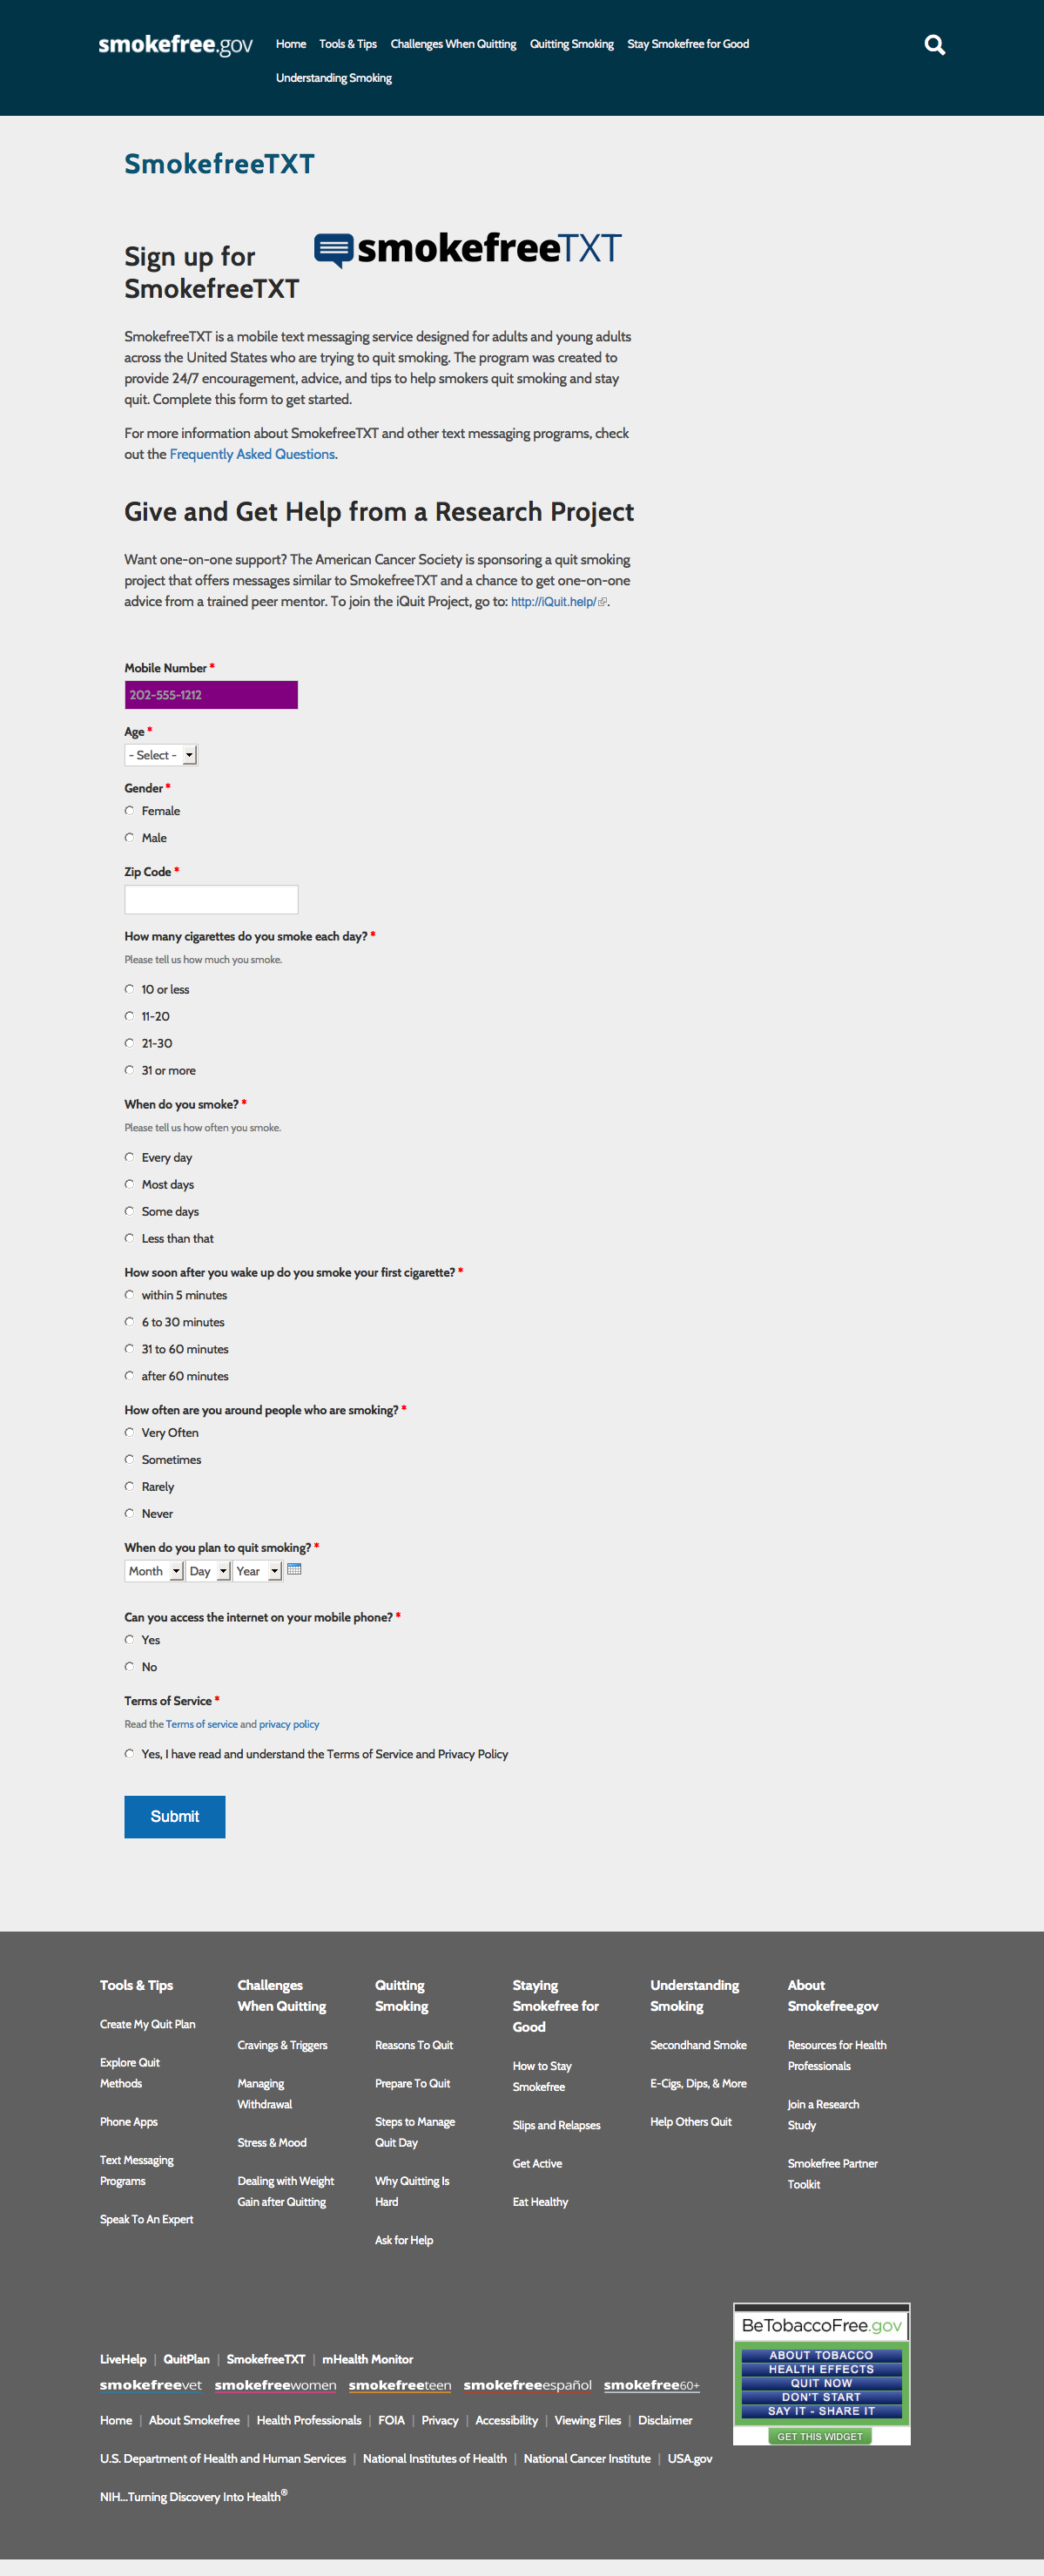 smokefree.gov
Home Tools & Tips Challenges When Quitting Quitting Smoking Stay Smokefree for Good
Understanding Smoking
SmokefreeTXT
Sign up for
SmokefreeTXT
smokefreeTXT
SmokefreeTXT is a mobile text messaging service designed for adults and young adults
across the United States who are trying to quit smoking. The program was created to
provide 24/7 encouragement, advice, and tips to help smokers quit smoking and stay
quit. Complete this form to get started.
For more information about SmokefreeTXT and other text messaging programs, check
out the Frequently Asked Questions.
Give and Get Help from a Research Project
Want one-on-one support? The American Cancer Society is sponsoring a quit smoking
project that offers messages similar to SmokefreeTXT and a chance to get one-on-one
advice from a trained peer mentor. To join the iQuit Project, go to: http://iQuit.help/.
Mobile Number *
202-555-1212
Age *
- Select -
Gender *
Female
Male
Zip Code *
How many cigarettes do you smoke each day? *
Please tell us how much you smoke.
10 or less
11-20
21-30
31 or more
When do you smoke? *
Please tell us how often you smoke.
Every day
Most days
Some days
Less than that
How soon after you wake up do you smoke your first cigarette? *
within 5 minutes
6 to 30 minutes
31 to 60 minutes
after 60 minutes
How often are you around people who are smoking? *
Very Often
Sometimes
Rarely
Never
When do you plan to quit smoking? *
Month Day Year
Can you access the internet on your mobile phone? *
Yes
No
Terms of Service *
Read the Terms of service and privacy policy
Yes, I have read and understand the Terms of Service and Privacy Policy
Submit
Tools & Tips
Create My Quit Plan
Explore Quit
Methods
Phone Apps
Text Messaging
Programs
Speak To An Expert
Challenges
When Quitting
Cravings & Triggers
Managing
Withdrawal
Stress & Mood
Dealing with Weight
Gain after Quitting
Quitting
Smoking
Reasons To Quit
Prepare To Quit
Steps to Manage
Quit Day
Why Quitting Is
Hard
Ask for Help
Staying
Smokefree for
Good
How to Stay
Smokefree
Slips and Relapses
Get Active
Eat Healthy
Understanding
Smoking
Secondhand Smoke
E-Cigs, Dips, & More
Help Others Quit
About
Smokefree.gov
Resources for Health
Professionals
Join a Research
Study
Smokefree Partner
Toolkit
LiveHelp | QuitPlan | SmokefreeTXT | mHealth Monitor
smokefreevet smokefreewomen smokefreeteen smokefreeespañol smokefree60+
Home | About Smokefree | Health Professionals | FOIA | Privacy | Accessibility | Viewing Files | Disclaimer
U.S. Department of Health and Human Services | National Institutes of Health | National Cancer Institute | USA.gov
NIH...Turning Discovery Into Health®
BeTobaccoFree.gov
ABOUT TOBACCO
HEALTH EFFECTS
QUIT NOW
DON'T START
SAY IT - SHARE IT
GET THIS WIDGET